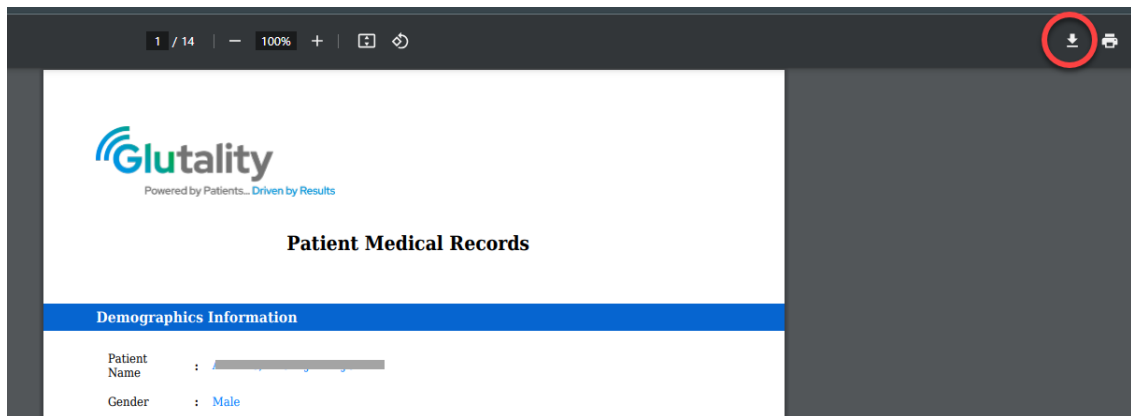 1 / 14 | — 100% + |
Glutality
Powered by Patients... Driven by Results
Patient Medical Records
Demographics Information
Patient
Name :
Gender : Male